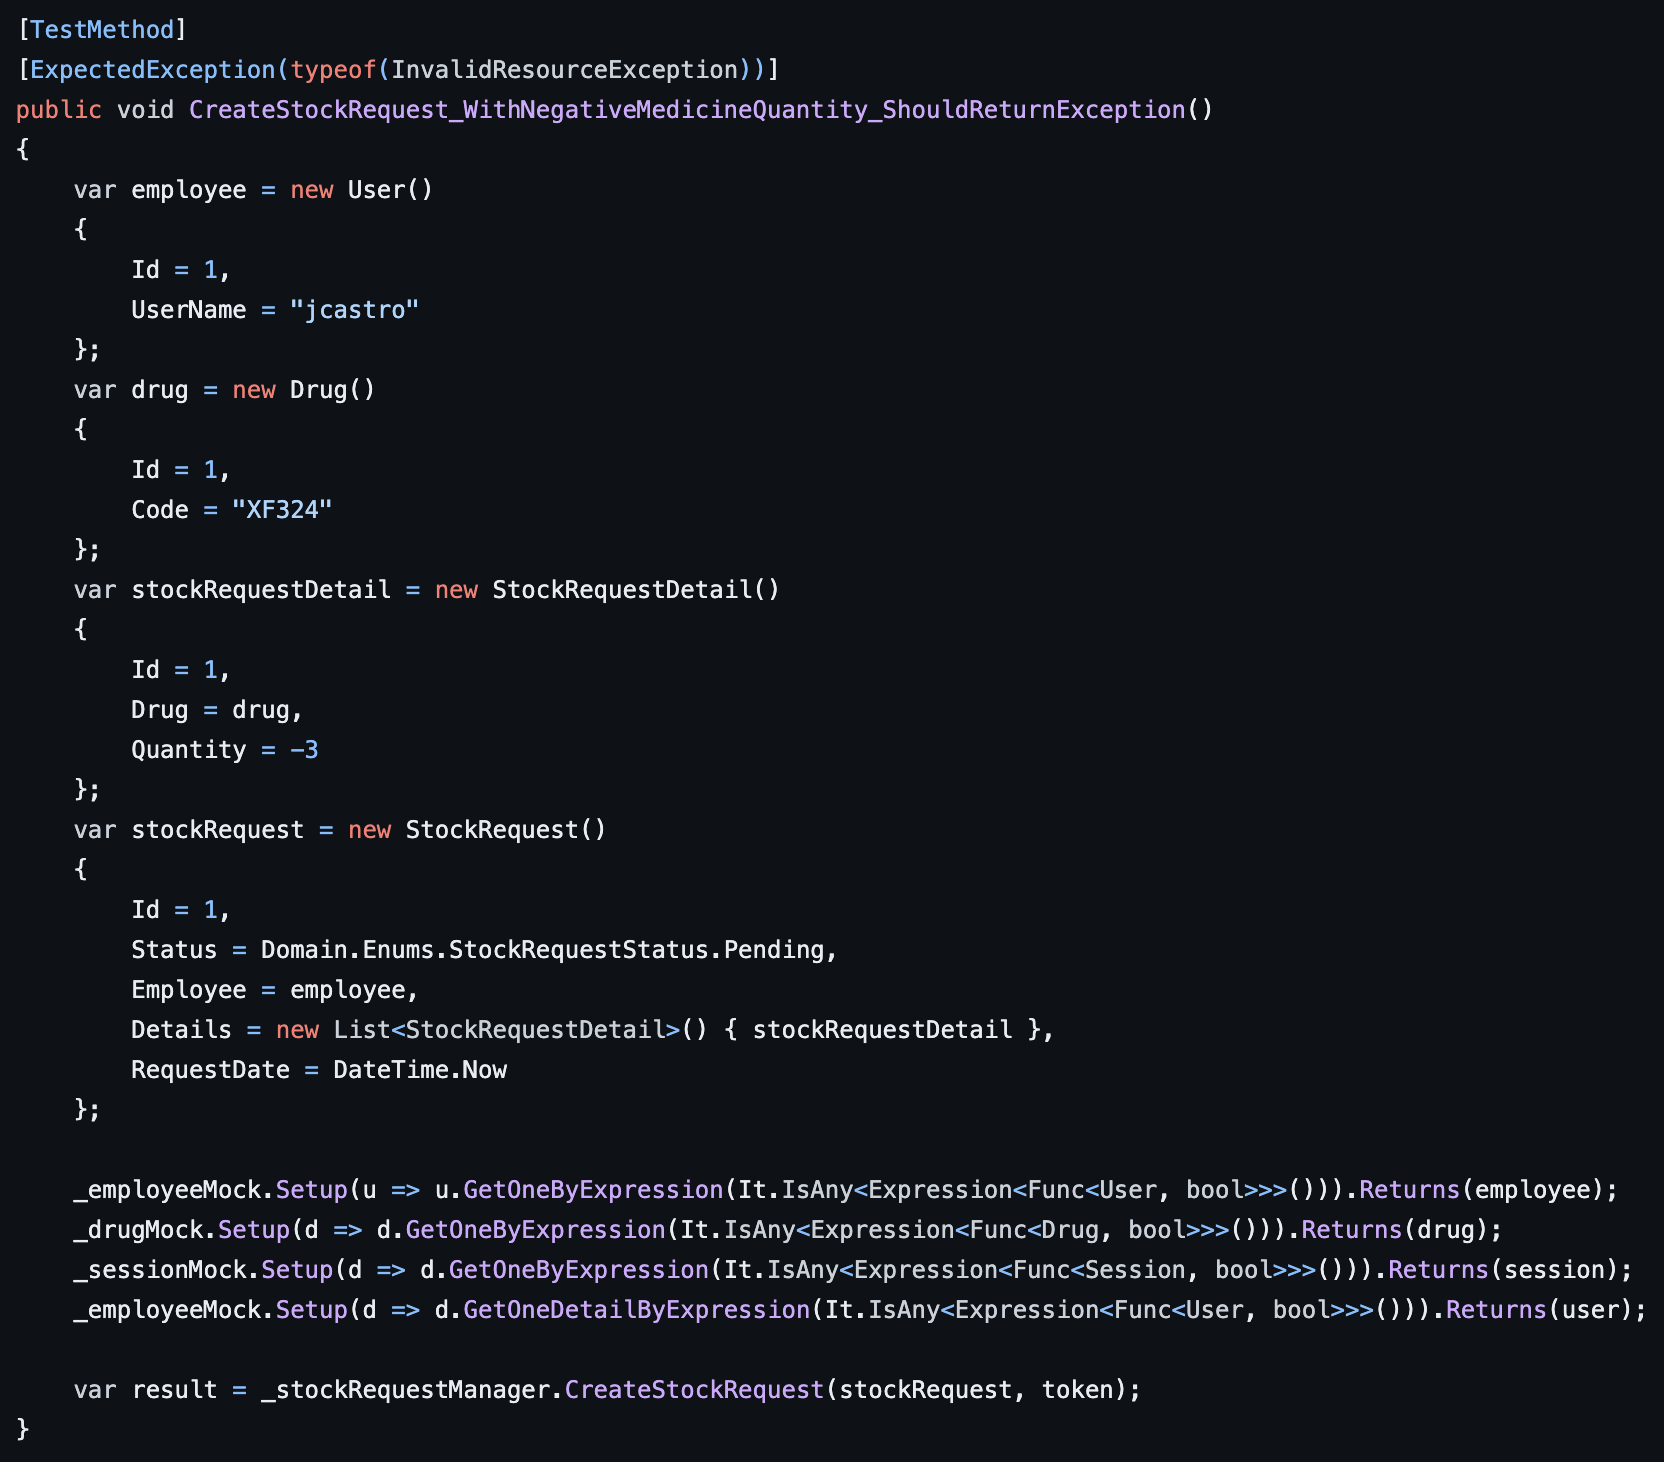 [TestMethod]
[ExpectedException(typeof(InvalidResourceException))]
public void CreateStockRequest_WithNegativeMedicineQuantity_ShouldReturnException()
{
    var employee = new User()
    {
        Id = 1,
        UserName = "jcastro"
    };
    var drug = new Drug()
    {
        Id = 1,
        Code = "XF324"
    };
    var stockRequestDetail = new StockRequestDetail()
    {
        Id = 1,
        Drug = drug,
        Quantity = -3
    };
    var stockRequest = new StockRequest()
    {
        Id = 1,
        Status = Domain.Enums.StockRequestStatus.Pending,
        Employee = employee,
        Details = new List<StockRequestDetail>() { stockRequestDetail },
        RequestDate = DateTime.Now
    };

    _employeeMock.Setup(u => u.GetOneByExpression(It.IsAny<Expression<Func<User, bool>>>())).Returns(employee);
    _drugMock.Setup(d => d.GetOneByExpression(It.IsAny<Expression<Func<Drug, bool>>>())).Returns(drug);
    _sessionMock.Setup(d => d.GetOneByExpression(It.IsAny<Expression<Func<Session, bool>>>())).Returns(session);
    _employeeMock.Setup(d => d.GetOneDetailByExpression(It.IsAny<Expression<Func<User, bool>>>())).Returns(user);

    var result = _stockRequestManager.CreateStockRequest(stockRequest, token);
}